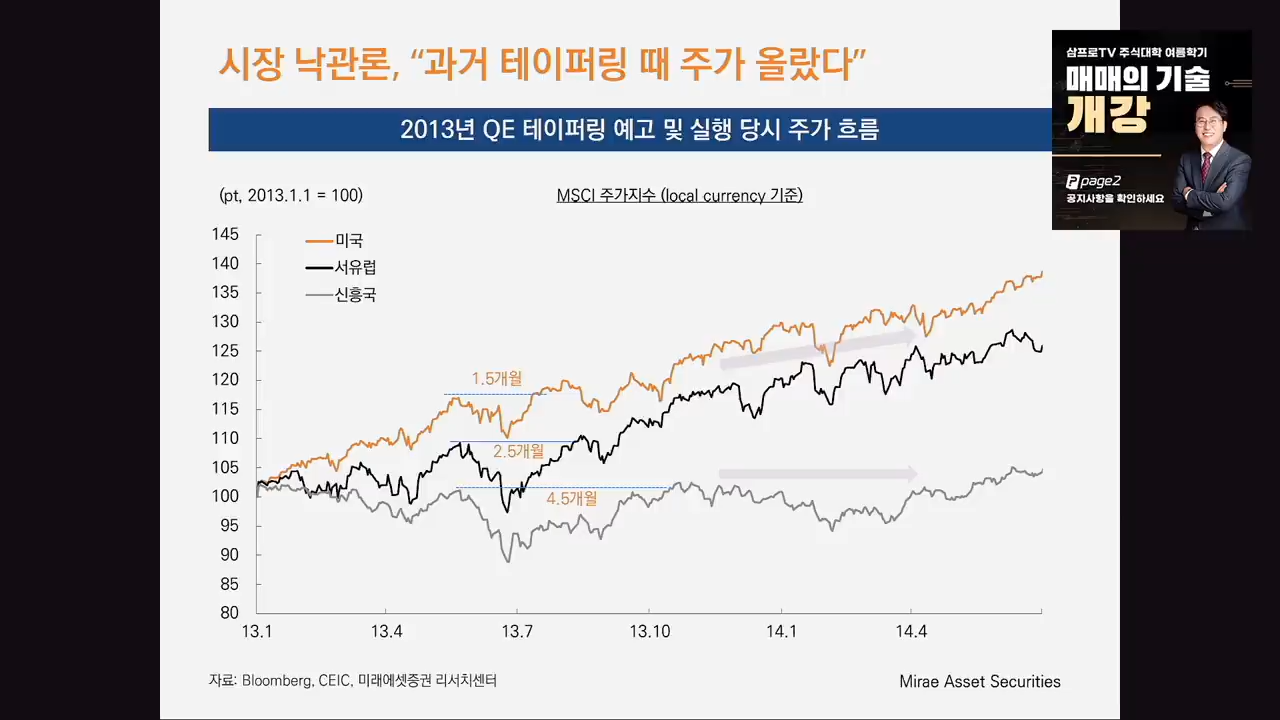 시장 낙관론, “과거 테이퍼링 때 주가 올랐다”
2013년 QE 테이퍼링 예고 및 실행 당시 주가 흐름
(pt, 2013.1.1 = 100)
MSCI 주가지수 (local currency 기준)
145
140
135
130
125
120
115
110
105
100
95
90
85
80
미국
서유럽
신흥국
1.5개월
2.5개월
4.5개월
13.1
13.4
13.7
13.10
14.1
14.4
자료: Bloomberg, CEIC, 미래에셋증권 리서치센터
Mirae Asset Securities
삼프로TV 주식대학 여름학기
매매의 기술
개강
page2
공지사항을 확인하세요